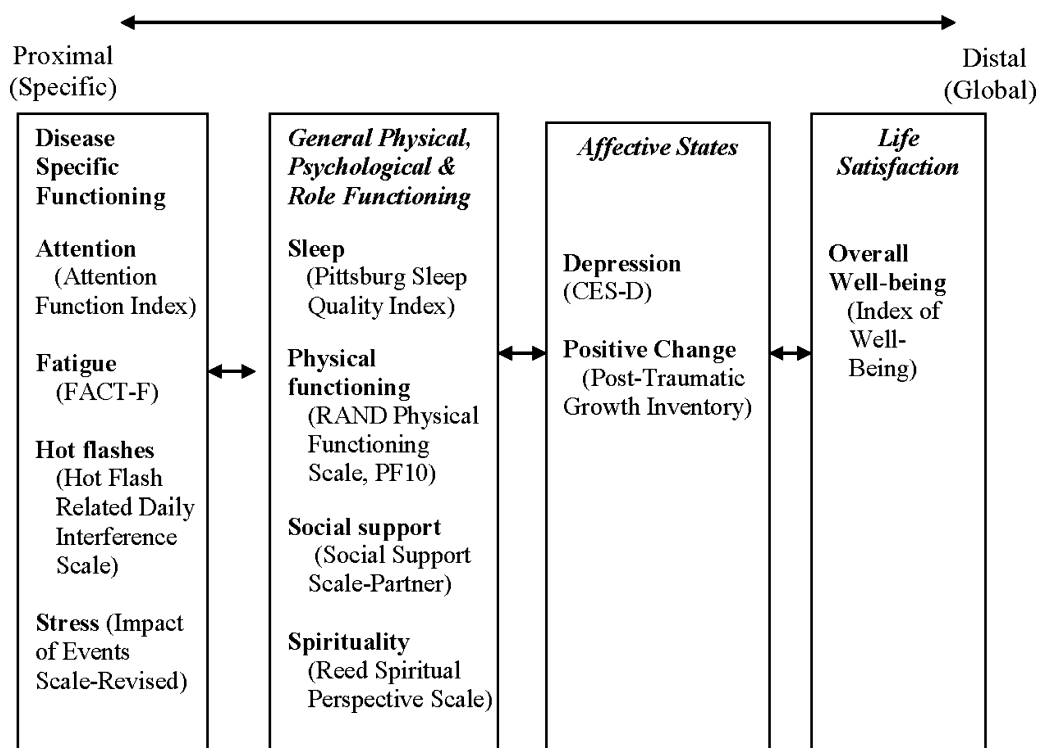 Proximal
(Specific)
Distal
(Global)
Disease
Specific
Functioning
Attention
(Attention
Function Index)
Fatigue
(FACT-F)
Hot flashes
(Hot Flash
Related Daily
Interference
Scale)
Stress (Impact
of Events
Scale-Revised)
General Physical,
Psychological &
Role Functioning
Sleep
(Pittsburg Sleep
Quality Index)
Physical
functioning
(RAND Physical
Functioning
Scale, PF10)
Social support
(Social Support
Scale-Partner)
Spirituality
(Reed Spiritual
Perspective Scale)
Affective States
Depression
(CES-D)
Positive Change
(Post-Traumatic
Growth Inventory)
Life
Satisfaction
Overall
Well-being
(Index of
Well-
Being)